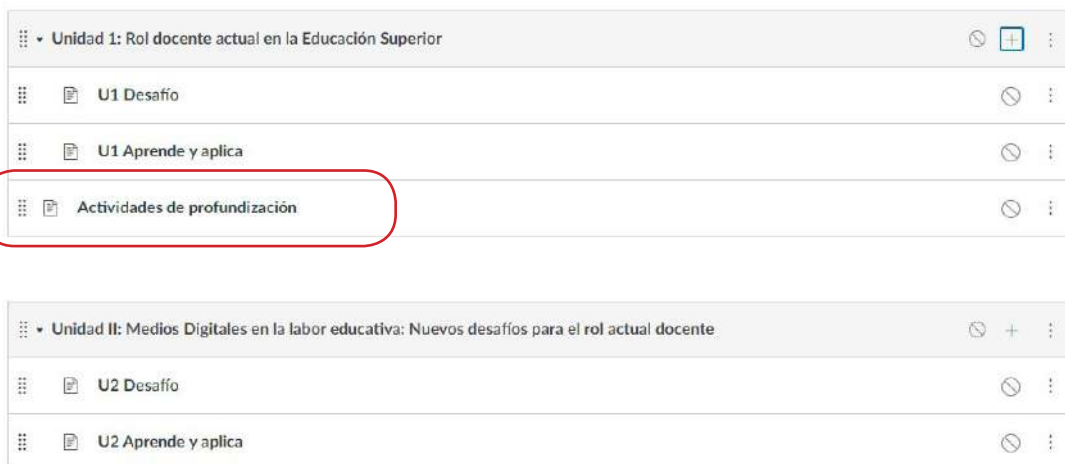 Unidad 1: Rol docente actual en la Educación Superior
U1 Desafío
U1 Aprende y aplica
Actividades de profundización
Unidad II: Medios Digitales en la labor educativa: Nuevos desafíos para el rol actual docente
U2 Desafío
U2 Aprende y aplica